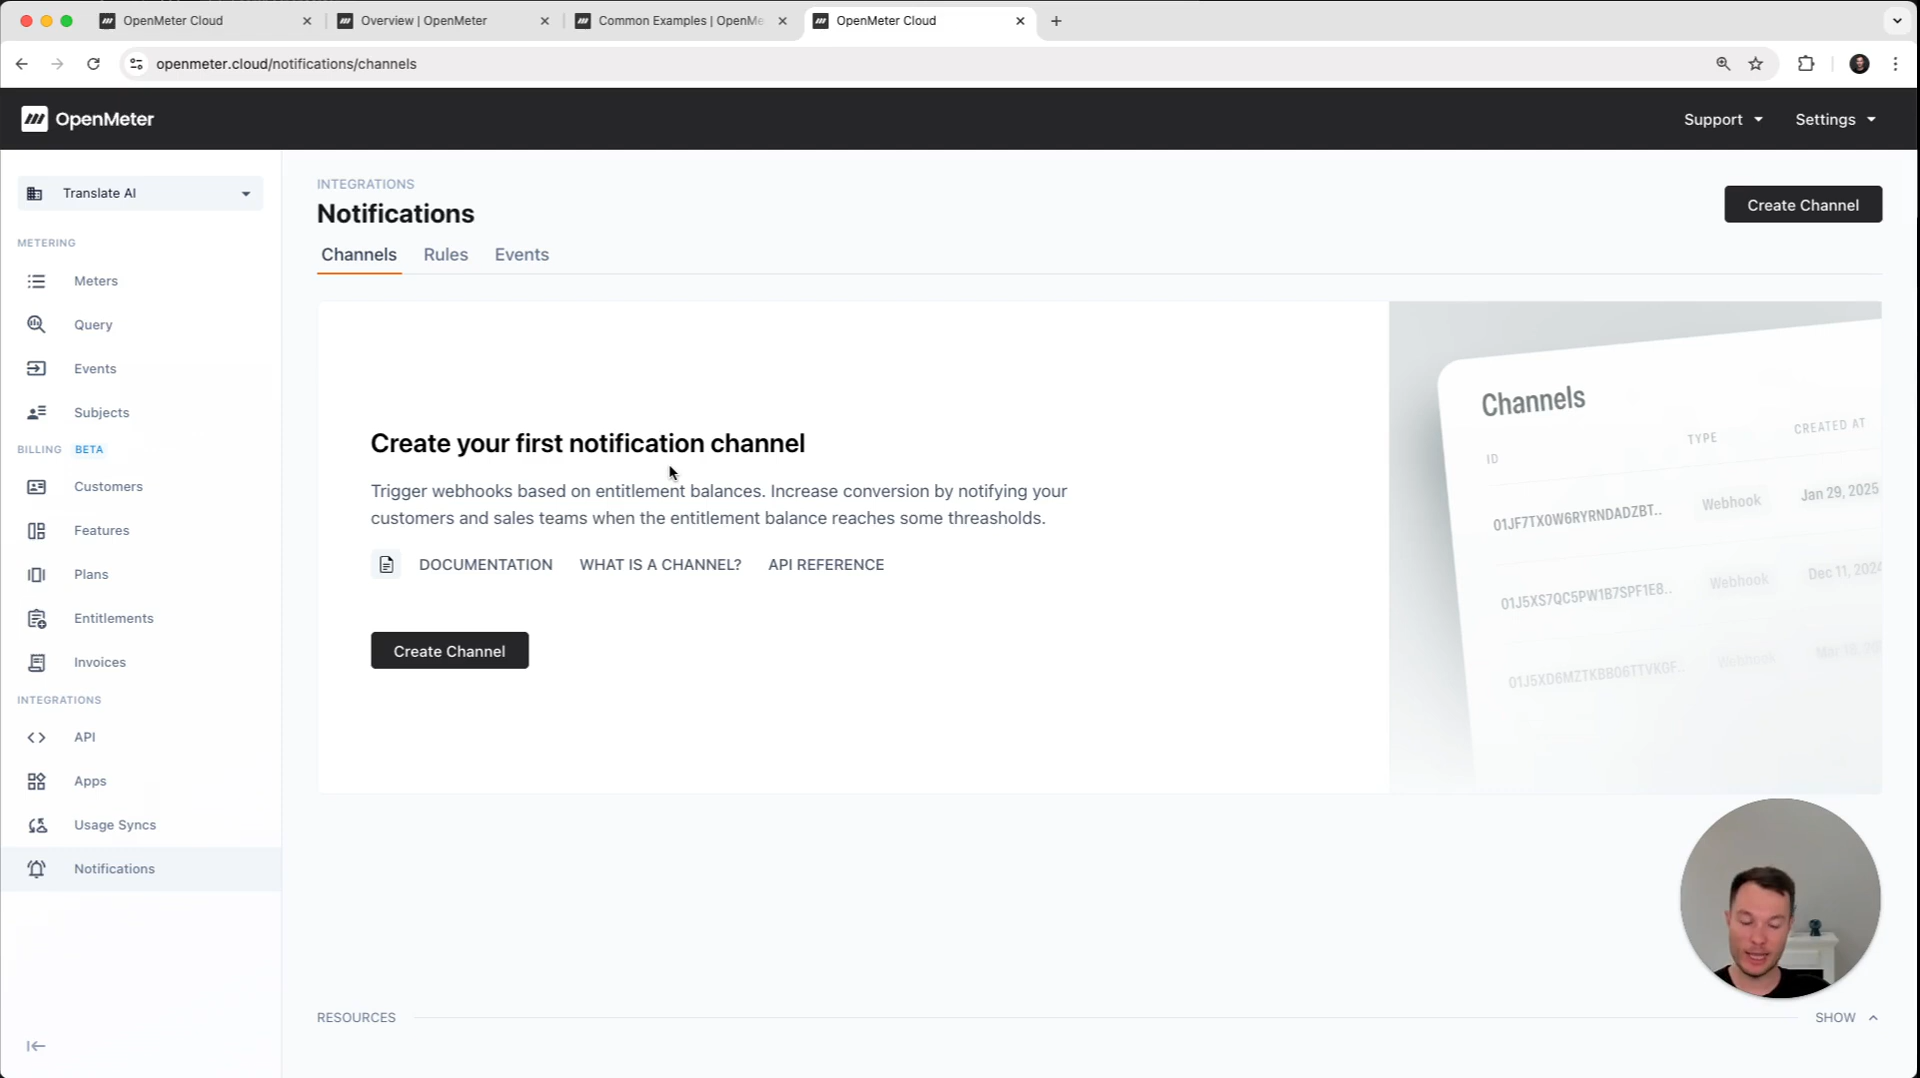 OpenMeter Cloud
Overview | OpenMeter
Common Examples | OpenMe
OpenMeter Cloud
openmeter.cloud/notifications/channels
OpenMeter
Support
Settings
Translate AI
METERING
Meters
Query
Events
Subjects
BILLING BETA
Customers
Features
Plans
Entitlements
Invoices
INTEGRATIONS
API
Apps
Usage Syncs
Notifications
INTEGRATIONS
Notifications
Create Channel
Channels Rules Events
Create your first notification channel
Trigger webhooks based on entitlement balances. Increase conversion by notifying your
customers and sales teams when the entitlement balance reaches some threasholds.
DOCUMENTATION WHAT IS A CHANNEL? API REFERENCE
Create Channel
Channels
ID TYPE CREATED AT
01JF7TX0W6RYRNDADZBT.. Webhook Jan 29, 2025
01J5XS7QC5PW1B7SPF1E8.. Webhook Dec 11, 2024
Webhook
RESOURCES
SHOW